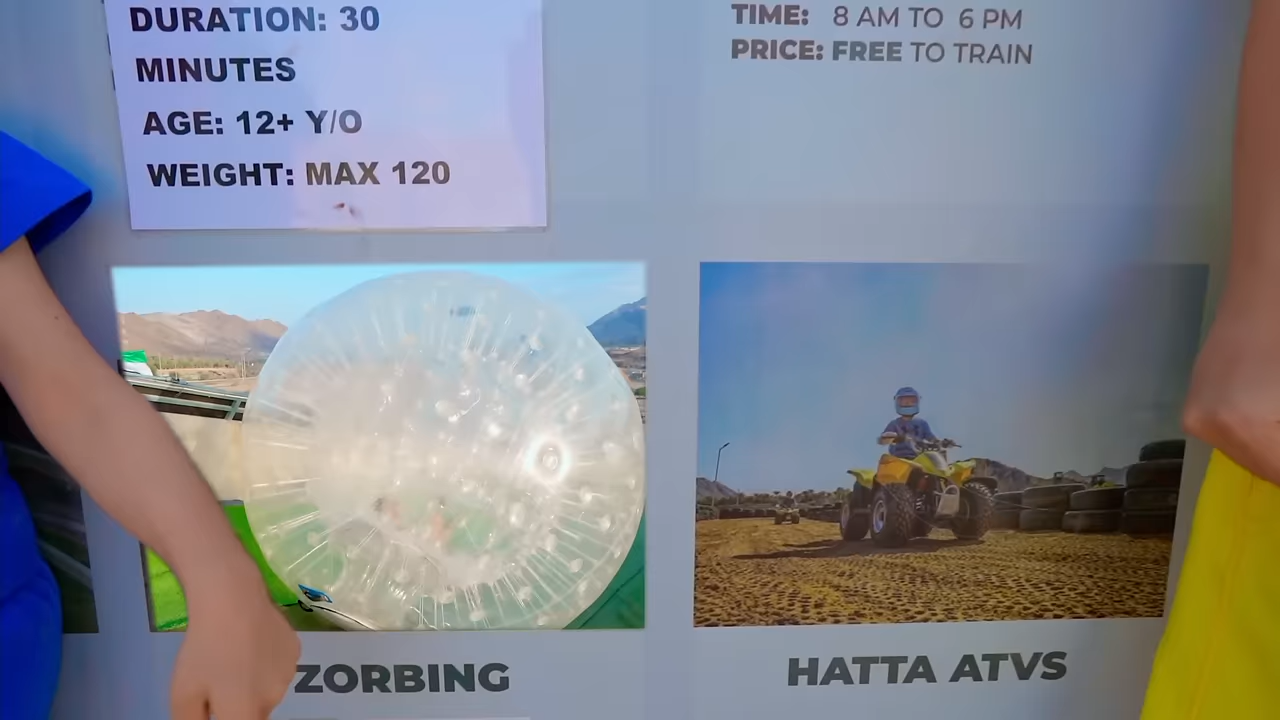 DURATION: 30
MINUTES
AGE: 12+ Y/O
WEIGHT: MAX 120
TIME: 8 AM TO 6 PM
PRICE: FREE TO TRAIN
ZORBING
HATTA ATVS